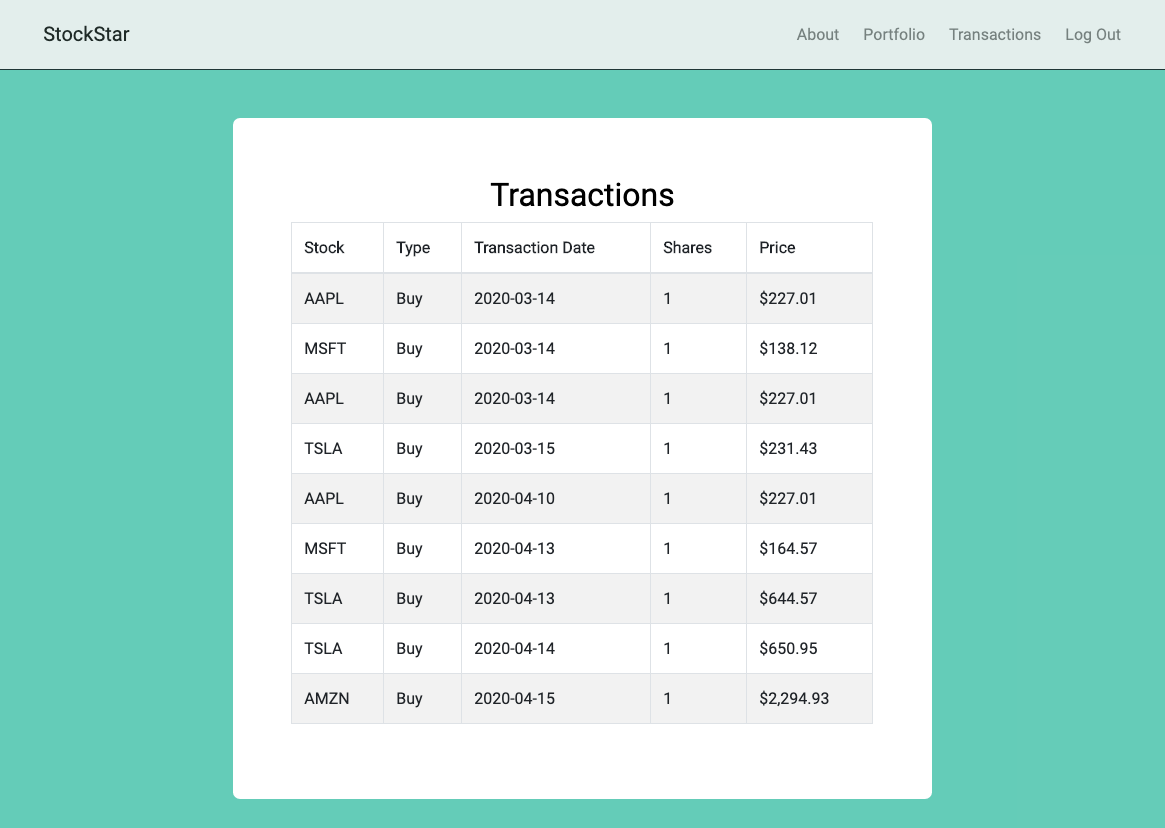 StockStar About Portfolio Transactions Log Out
Transactions
Stock Type Transaction Date Shares Price
AAPL Buy 2020-03-14 1 $227.01
MSFT Buy 2020-03-14 1 $138.12
AAPL Buy 2020-03-14 1 $227.01
TSLA Buy 2020-03-15 1 $231.43
AAPL Buy 2020-04-10 1 $227.01
MSFT Buy 2020-04-13 1 $164.57
TSLA Buy 2020-04-13 1 $644.57
TSLA Buy 2020-04-14 1 $650.95
AMZN Buy 2020-04-15 1 $2,294.93